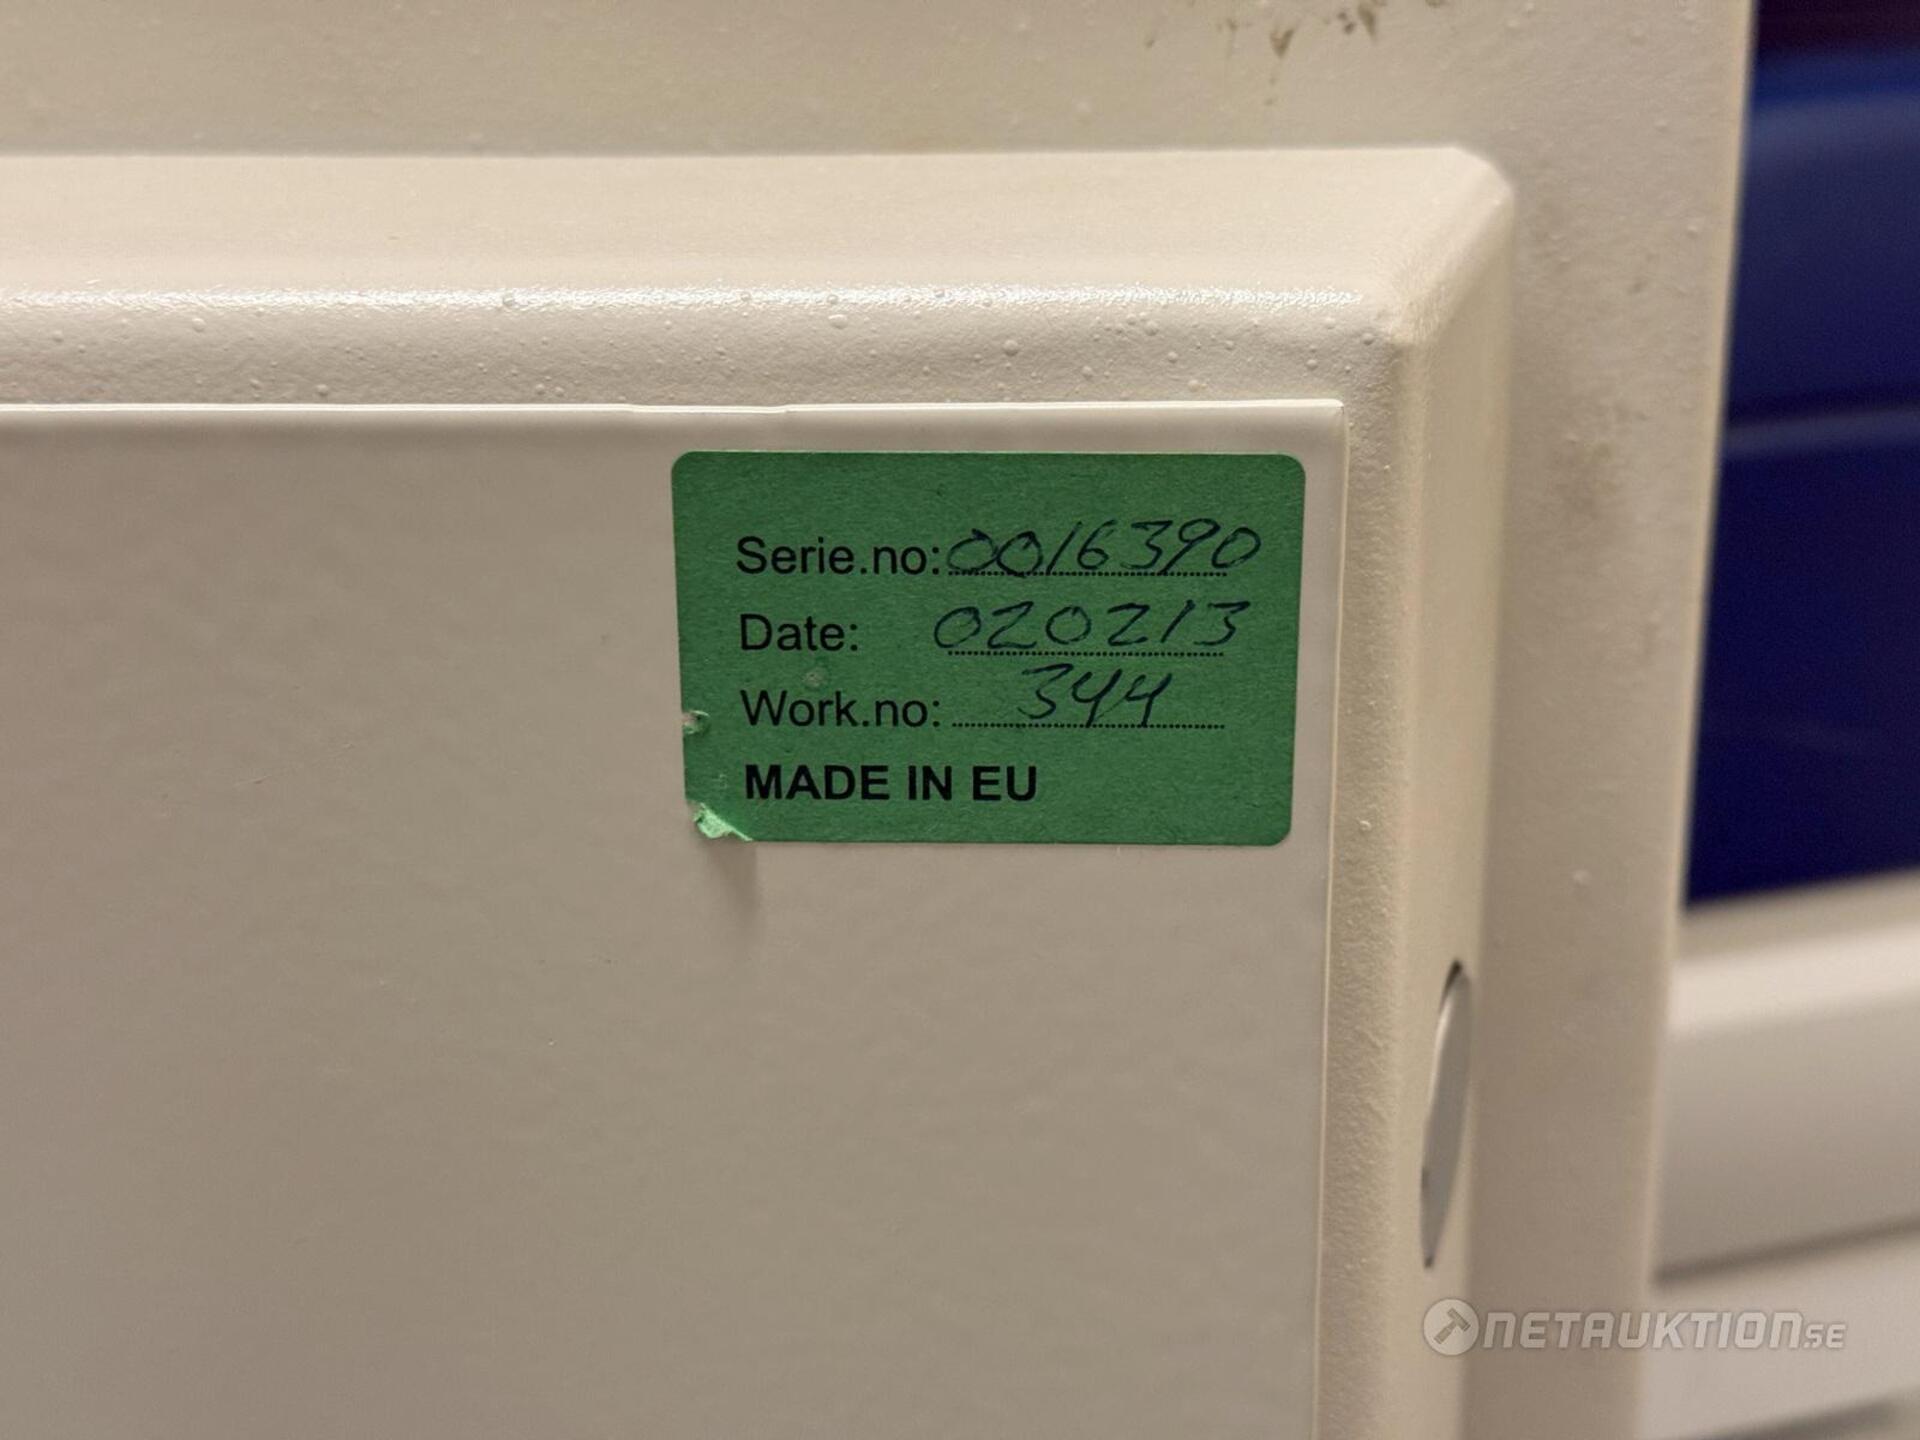 Serie.no: 0016390
Date: 020213
Work.no: 344
MADE IN EU
NETAUKTION.SE